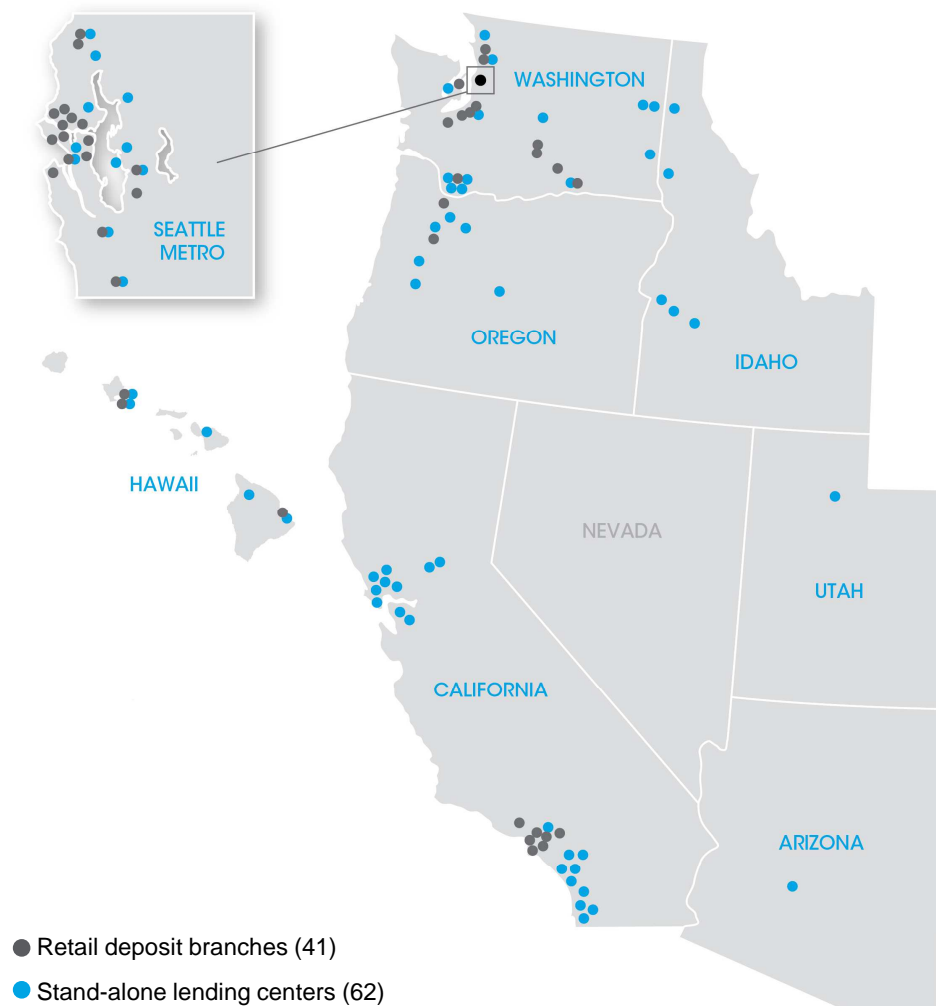 WASHINGTON
SEATTLE
METRO
OREGON
IDAHO
HAWAII
NEVADA
UTAH
CALIFORNIA
ARIZONA
Retail deposit branches (41)
Stand-alone lending centers (62)